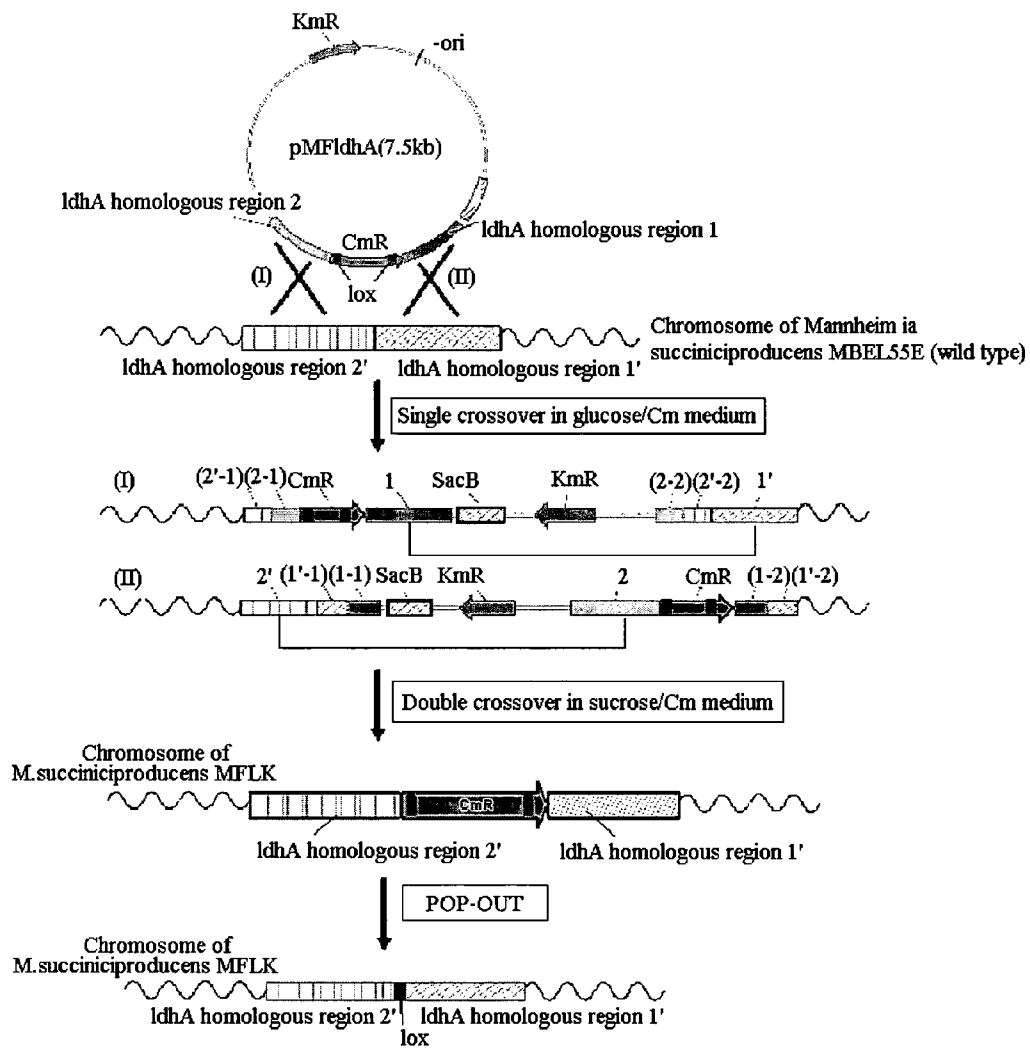 KmR
-ori
pMFldhA(7.5kb)
ldhA homologous region 2
ldhA homologous region 1
CmR
(I)
(II)
lox
Chromosome of Mannheim ia
succiniciproducens MBEL55E (wild type)
ldhA homologous region 2'
ldhA homologous region 1'
Single crossover in glucose/Cm medium
(I)
(2'-1)(2-1)
CmR
1
SacB
KmR
(2-2)(2'-2)
1'
(II)
2'
(1'-1)(1-1)
SacB
KmR
2
CmR
(1-2)(1'-2)
Double crossover in sucrose/Cm medium
Chromosome of
M.succiniciproducens MFLK
CmR
ldhA homologous region 2'
ldhA homologous region 1'
POP-OUT
Chromosome of
M.succiniciproducens MFLK
ldhA homologous region 2'
ldhA homologous region 1'
lox